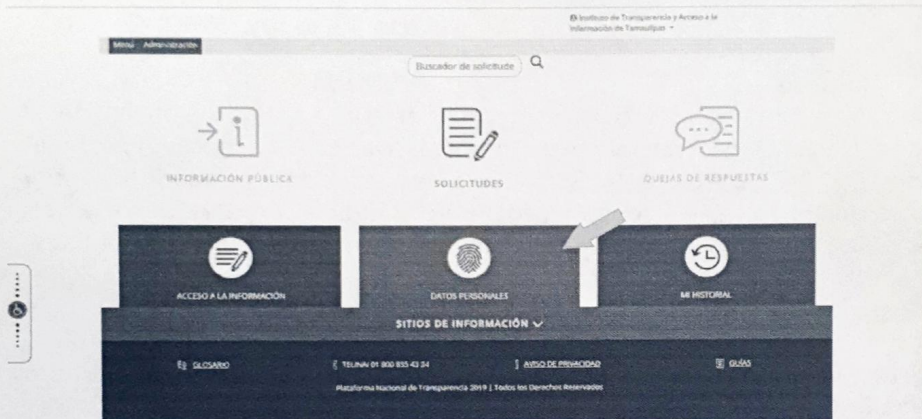 Instituto de Transparencia y Acceso a la
Información de Tamaulipas
Menú Administración
Buscador de solicitude
INFORMACIÓN PÚBLICA
SOLICITUDES
QUEJAS DE RESPUESTAS
ACCESO A LA INFORMACIÓN
DATOS PERSONALES
MI HISTORIAL
SITIOS DE INFORMACIÓN
GLOSARIO
TELINAI 01 800 835 43 24
AVISO DE PRIVACIDAD
GUÍAS
Plataforma Nacional de Transparencia 2019 | Todos los Derechos Reservados